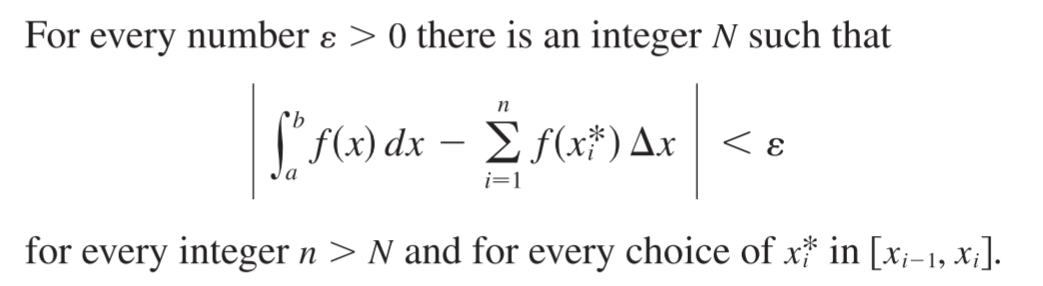 For every number ε > 0 there is an integer N such that
| ∫_a^b f(x) dx − ∑_{i=1}^n f(x_i^*) Δx | < ε
for every integer n > N and for every choice of x_i^* in [x_{i−1}, x_i].